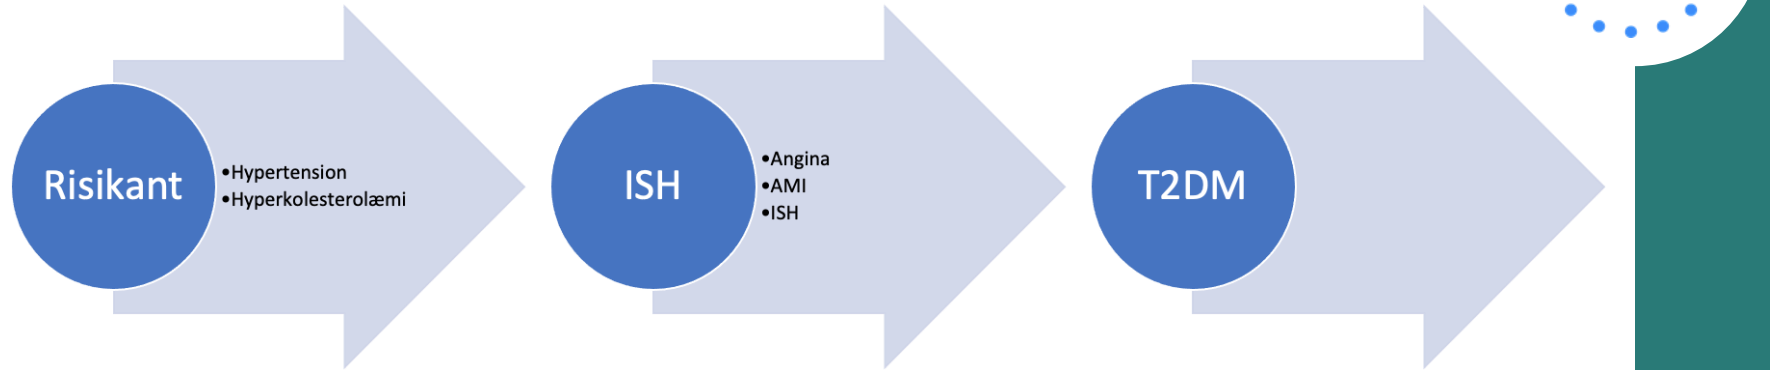 Risikant
•Hypertension
•Hyperkolesterolæmi
ISH
•Angina
•AMI
•ISH
T2DM